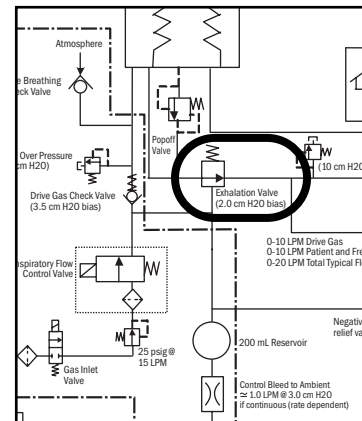 Atmosphere
e Breathing
eck Valve
Over Pressure
cm H2O)
Popoff
Valve
(10 cm H2O
Drive Gas Check Valve
(3.5 cm H2O bias)
Exhalation Valve
(2.0 cm H2O bias)
0-10 LPM Drive Gas
0-10 LPM Patient and Fre
0-20 LPM Total Typical Fl
spiratory Flow
Control Valve
Negativ
relief va
200 mL Reservoir
25 psig @
15 LPM
Gas Inlet
Valve
Control Bleed to Ambient
≃ 1.0 LPM @ 3.0 cm H2O
if continuous (rate dependent)